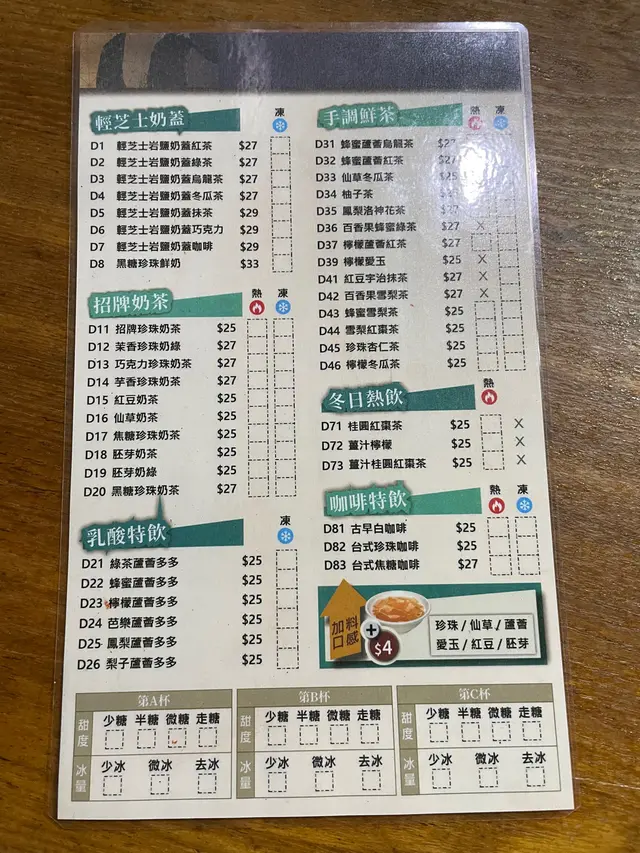 輕芝士奶蓋
凍
D1 輕芝士岩鹽奶蓋紅茶 $27
D2 輕芝士岩鹽奶蓋綠茶 $27
D3 輕芝士岩鹽奶蓋烏龍茶 $27
D4 輕芝士岩鹽奶蓋冬瓜茶 $27
D5 輕芝士岩鹽奶蓋抹茶 $29
D6 輕芝士岩鹽奶蓋巧克力 $29
D7 輕芝士岩鹽奶蓋咖啡 $29
D8 黑糖珍珠鮮奶 $33
招牌奶茶
熱 凍
D11 招牌珍珠奶茶 $25
D12 茉香珍珠奶綠 $27
D13 巧克力珍珠奶茶 $27
D14 芋香珍珠奶茶 $27
D15 紅豆奶茶 $25
D16 仙草奶茶 $25
D17 焦糖珍珠奶茶 $25
D18 胚芽奶茶 $25
D19 胚芽奶綠 $25
D20 黑糖珍珠奶茶 $27
乳酸特飲
凍
D21 綠茶蘆薈多多 $25
D22 蜂蜜蘆薈多多 $25
D23 檸檬蘆薈多多 $25
D24 芭樂蘆薈多多 $25
D25 鳳梨蘆薈多多 $25
D26 梨子蘆薈多多 $25
手調鮮茶
熱 凍
D31 蜂蜜蘆薈烏龍茶 $27
D32 蜂蜜蘆薈紅茶
D33 仙草冬瓜茶
D34 柚子茶
D35 鳳梨洛神花茶
D36 百香果蜂蜜綠茶 $27 X
D37 檸檬蘆薈紅茶 $27
D39 檸檬愛玉 $25 X
D41 紅豆宇治抹茶 $27 X
D42 百香果雪梨茶 $27 X
D43 蜂蜜雪梨茶 $25
D44 雪梨紅棗茶 $25
D45 珍珠杏仁茶 $25
D46 檸檬冬瓜茶 $25
冬日熱飲
熱
D71 桂圓紅棗茶 $25 X
D72 薑汁檸檬 $25 X
D73 薑汁桂圓紅棗茶 $25 X
咖啡特飲
熱 凍
D81 古早白咖啡 $25
D82 台式珍珠咖啡 $25
D83 台式焦糖咖啡 $27
加料
口感
+
$4
珍珠/仙草/蘆薈
愛玉/紅豆/胚芽
第A杯
甜度
少糖 半糖 微糖 走糖
冰量
少冰 微冰 去冰
第B杯
甜度
少糖 半糖 微糖 走糖
冰量
少冰 微冰 去冰
第C杯
甜度
少糖 半糖 微糖 走糖
冰量
少冰 微冰 去冰